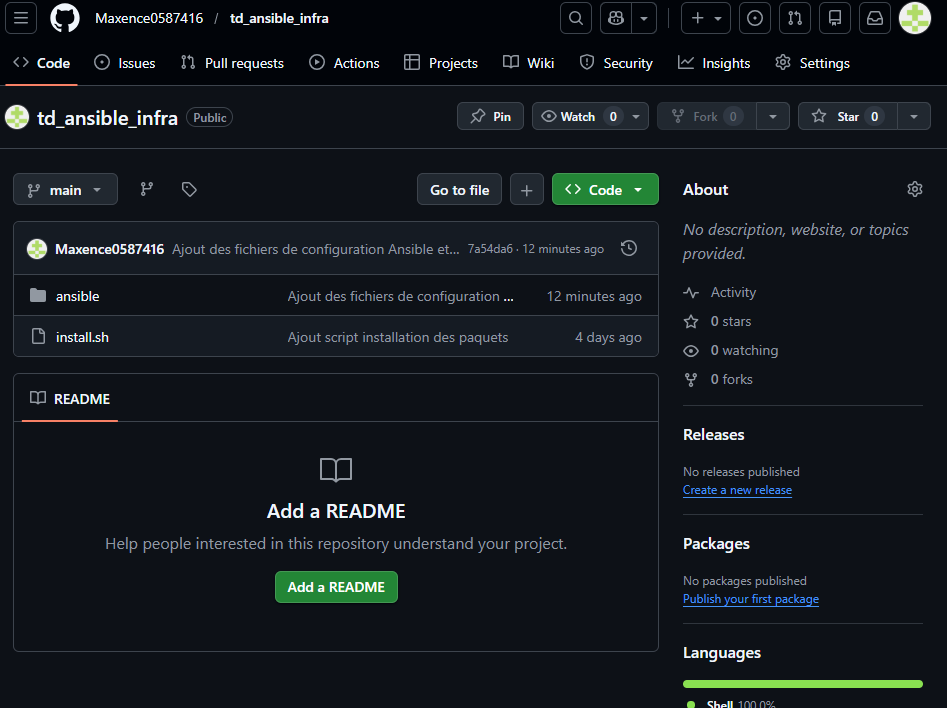 Maxence0587416 / td_ansible_infra
Code Issues Pull requests Actions Projects Wiki Security Insights Settings
td_ansible_infra Public Pin Watch 0 Fork 0 Star 0
main Go to file Code
Maxence0587416 Ajout des fichiers de configuration Ansible et... 7a54da6 · 12 minutes ago
ansible Ajout des fichiers de configuration ... 12 minutes ago
install.sh Ajout script installation des paquets 4 days ago
README
Add a README
Help people interested in this repository understand your project.
Add a README
About
No description, website, or topics
provided.
Activity
0 stars
0 watching
0 forks
Releases
No releases published
Create a new release
Packages
No packages published
Publish your first package
Languages
Shell 100.0%